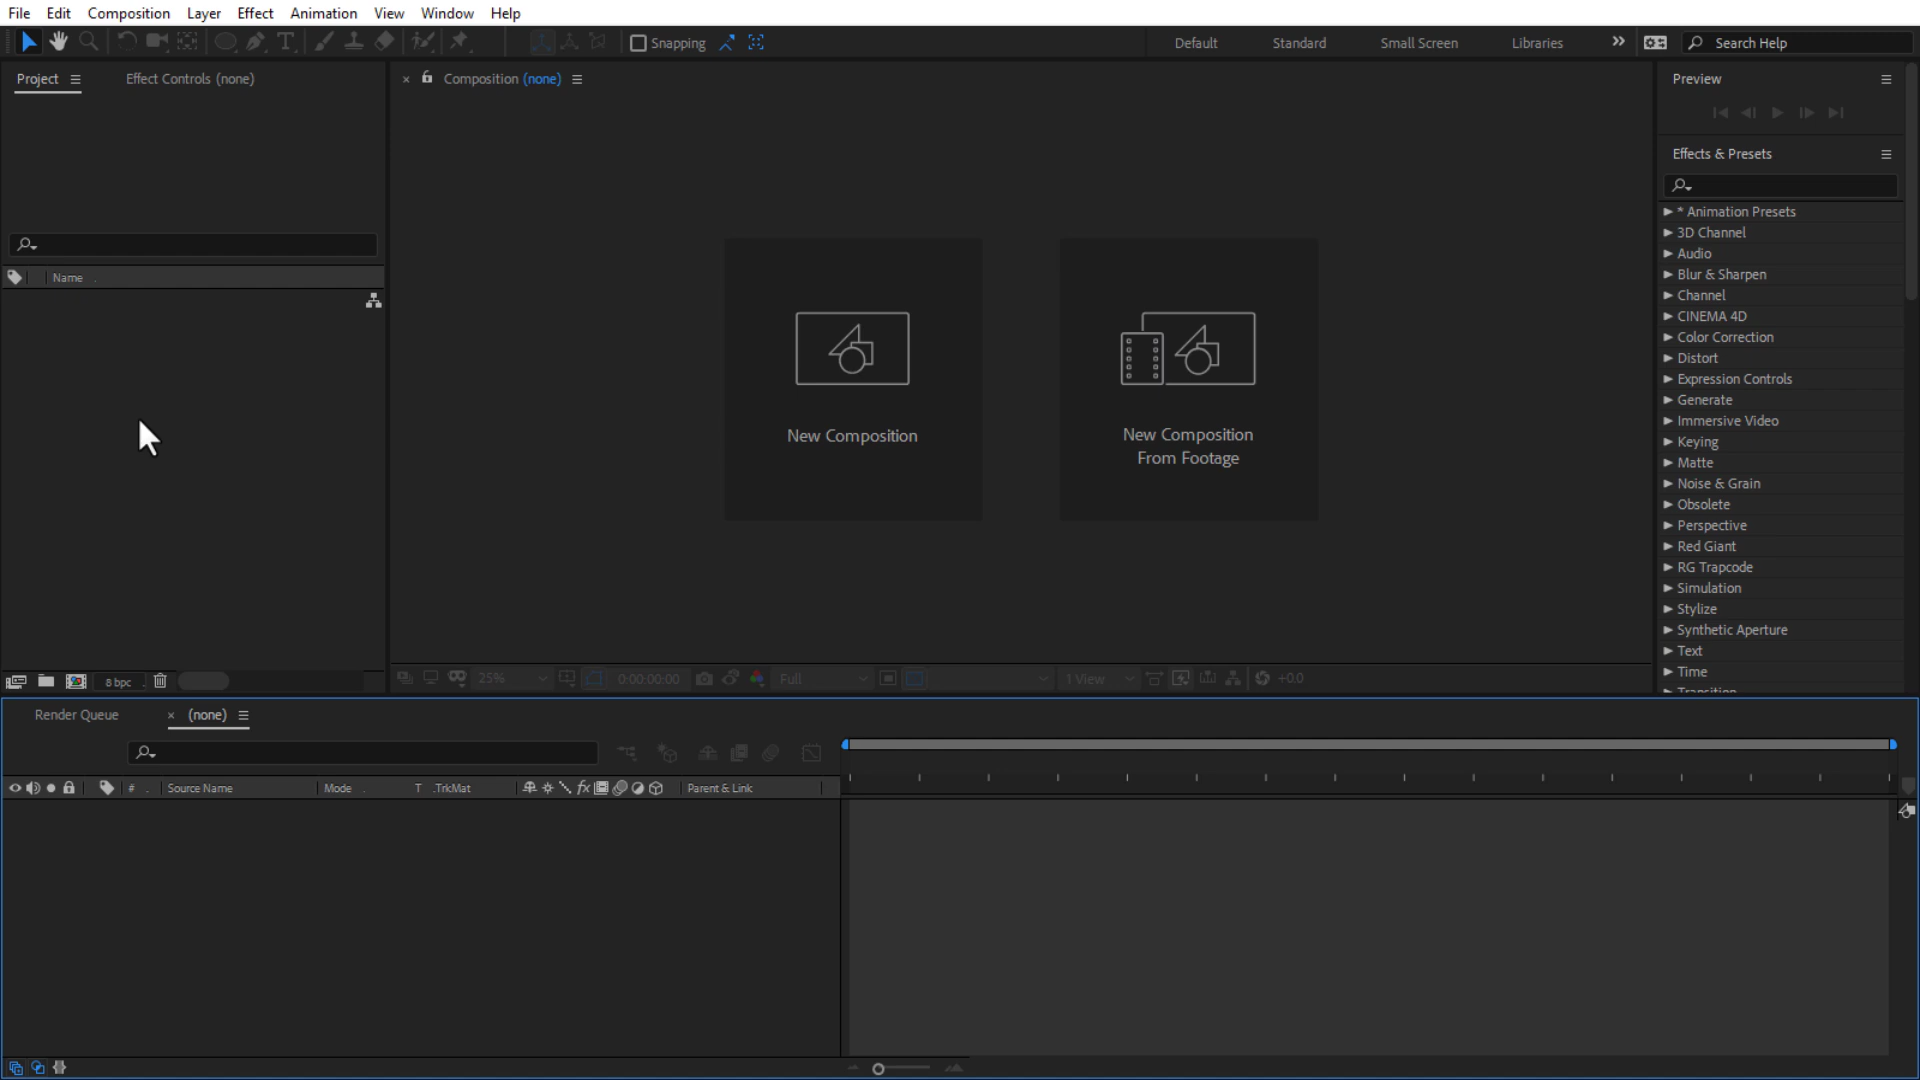 File Edit Composition Layer Effect Animation View Window Help
Snapping Default Standard Small Screen Libraries Search Help
Project Effect Controls (none)
Composition (none)
Preview
Effects & Presets
Name
New Composition
New Composition
From Footage
* Animation Presets
3D Channel
Audio
Blur & Sharpen
Channel
CINEMA 4D
Color Correction
Distort
Expression Controls
Generate
Immersive Video
Keying
Matte
Noise & Grain
Obsolete
Perspective
Red Giant
RG Trapcode
Simulation
Stylize
Synthetic Aperture
Text
Time
Transition
8 bpc
25% 0:00:00:00 Full 1 View +0.0
Render Queue (none)
# Source Name Mode T .TrkMat fx Parent & Link